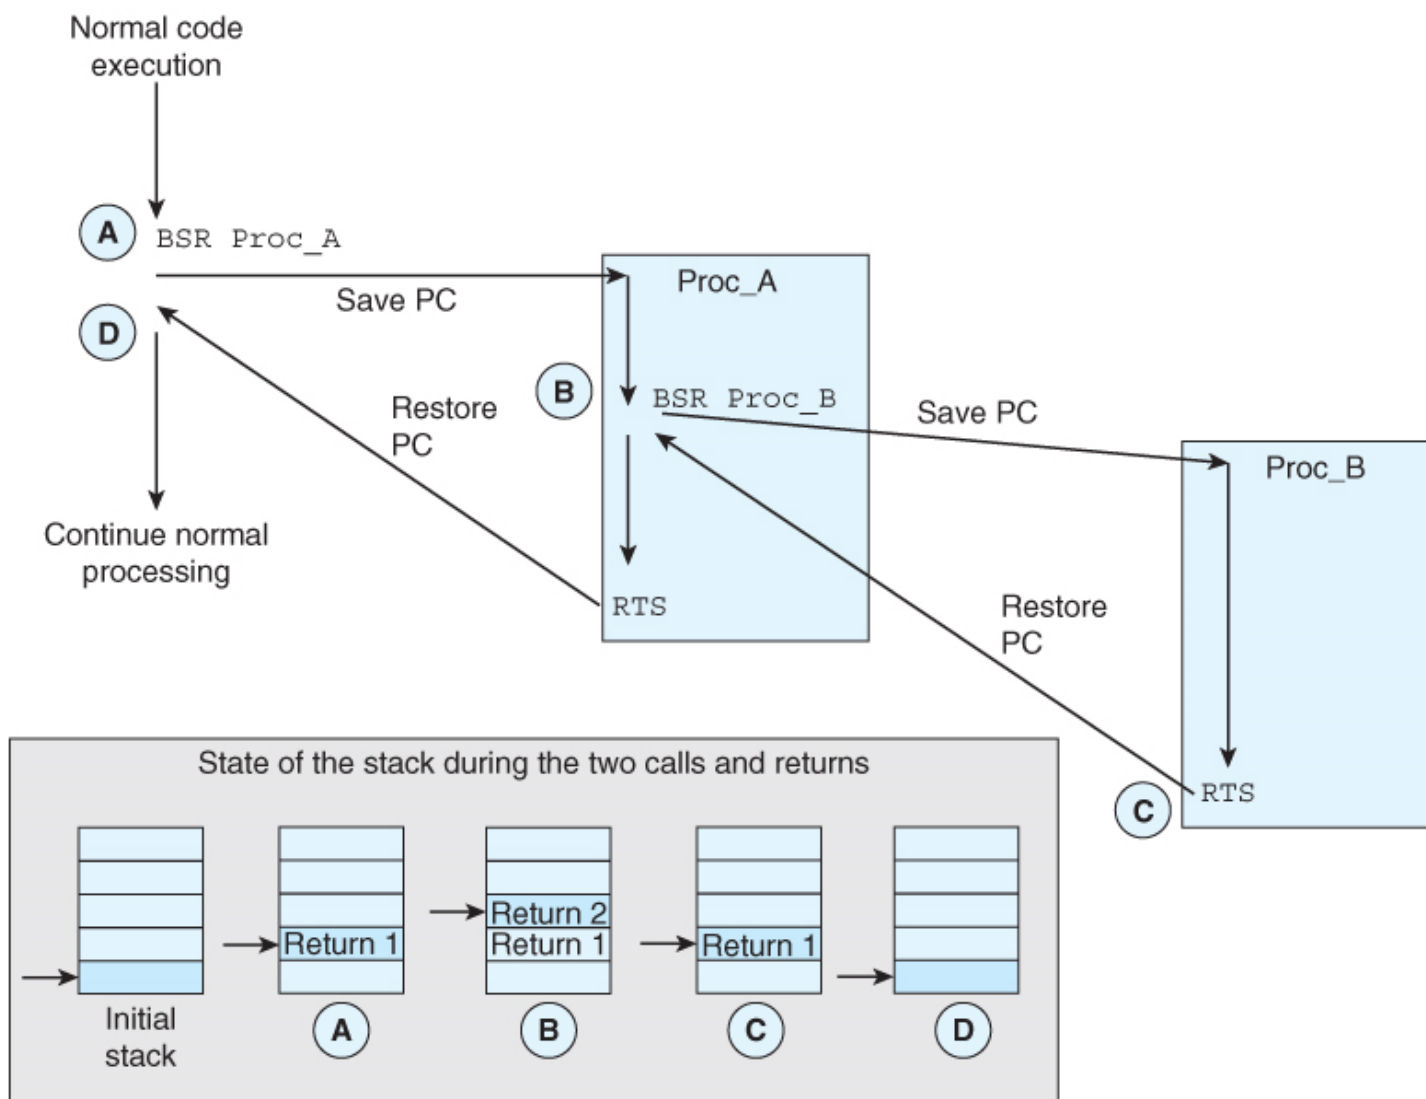 Normal code
execution
A
BSR Proc_A
Save PC
Proc_A
D
B
BSR Proc_B
Save PC
Restore
PC
Proc_B
Continue normal
processing
RTS
Restore
PC
C
RTS
State of the stack during the two calls and returns
Return 2
Return 1
Return 1
Return 1
Initial
stack
A
B
C
D